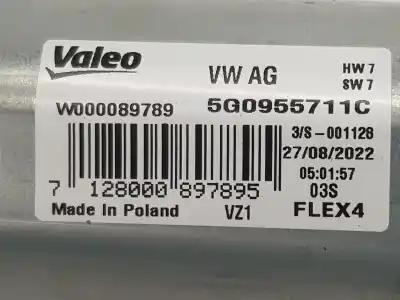 Valeo
VW AG
HW 7
SW 7
W000089789
5G0955711C
3/S-001128
27/08/2022
05:01:57
7 128000 897895
03S
Made In Poland
VZ1
FLEX4